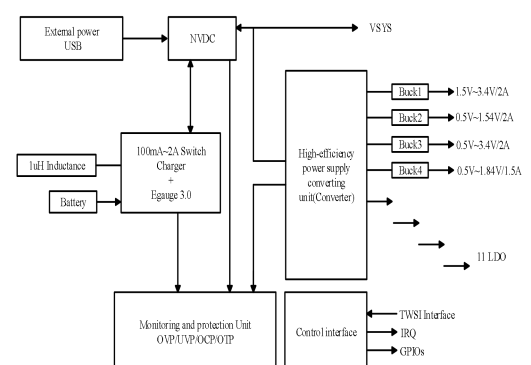 External power
USB
NVDC
VSYS
Buck1
1.5V~3.4V/2A
Buck2
0.5V~1.54V/2A
High-efficiency
power supply
converting
unit(Converter)
Buck3
0.5V~3.4V/2A
Buck4
0.5V~1.84V/1.5A
100mA~2A Switch
Charger
+
Egauge 3.0
1uH Inductance
Battery
11 LDO
Monitoring and protection Unit
OVP/UVP/OCP/OTP
Control interface
TWSI Interface
IRQ
GPIOs